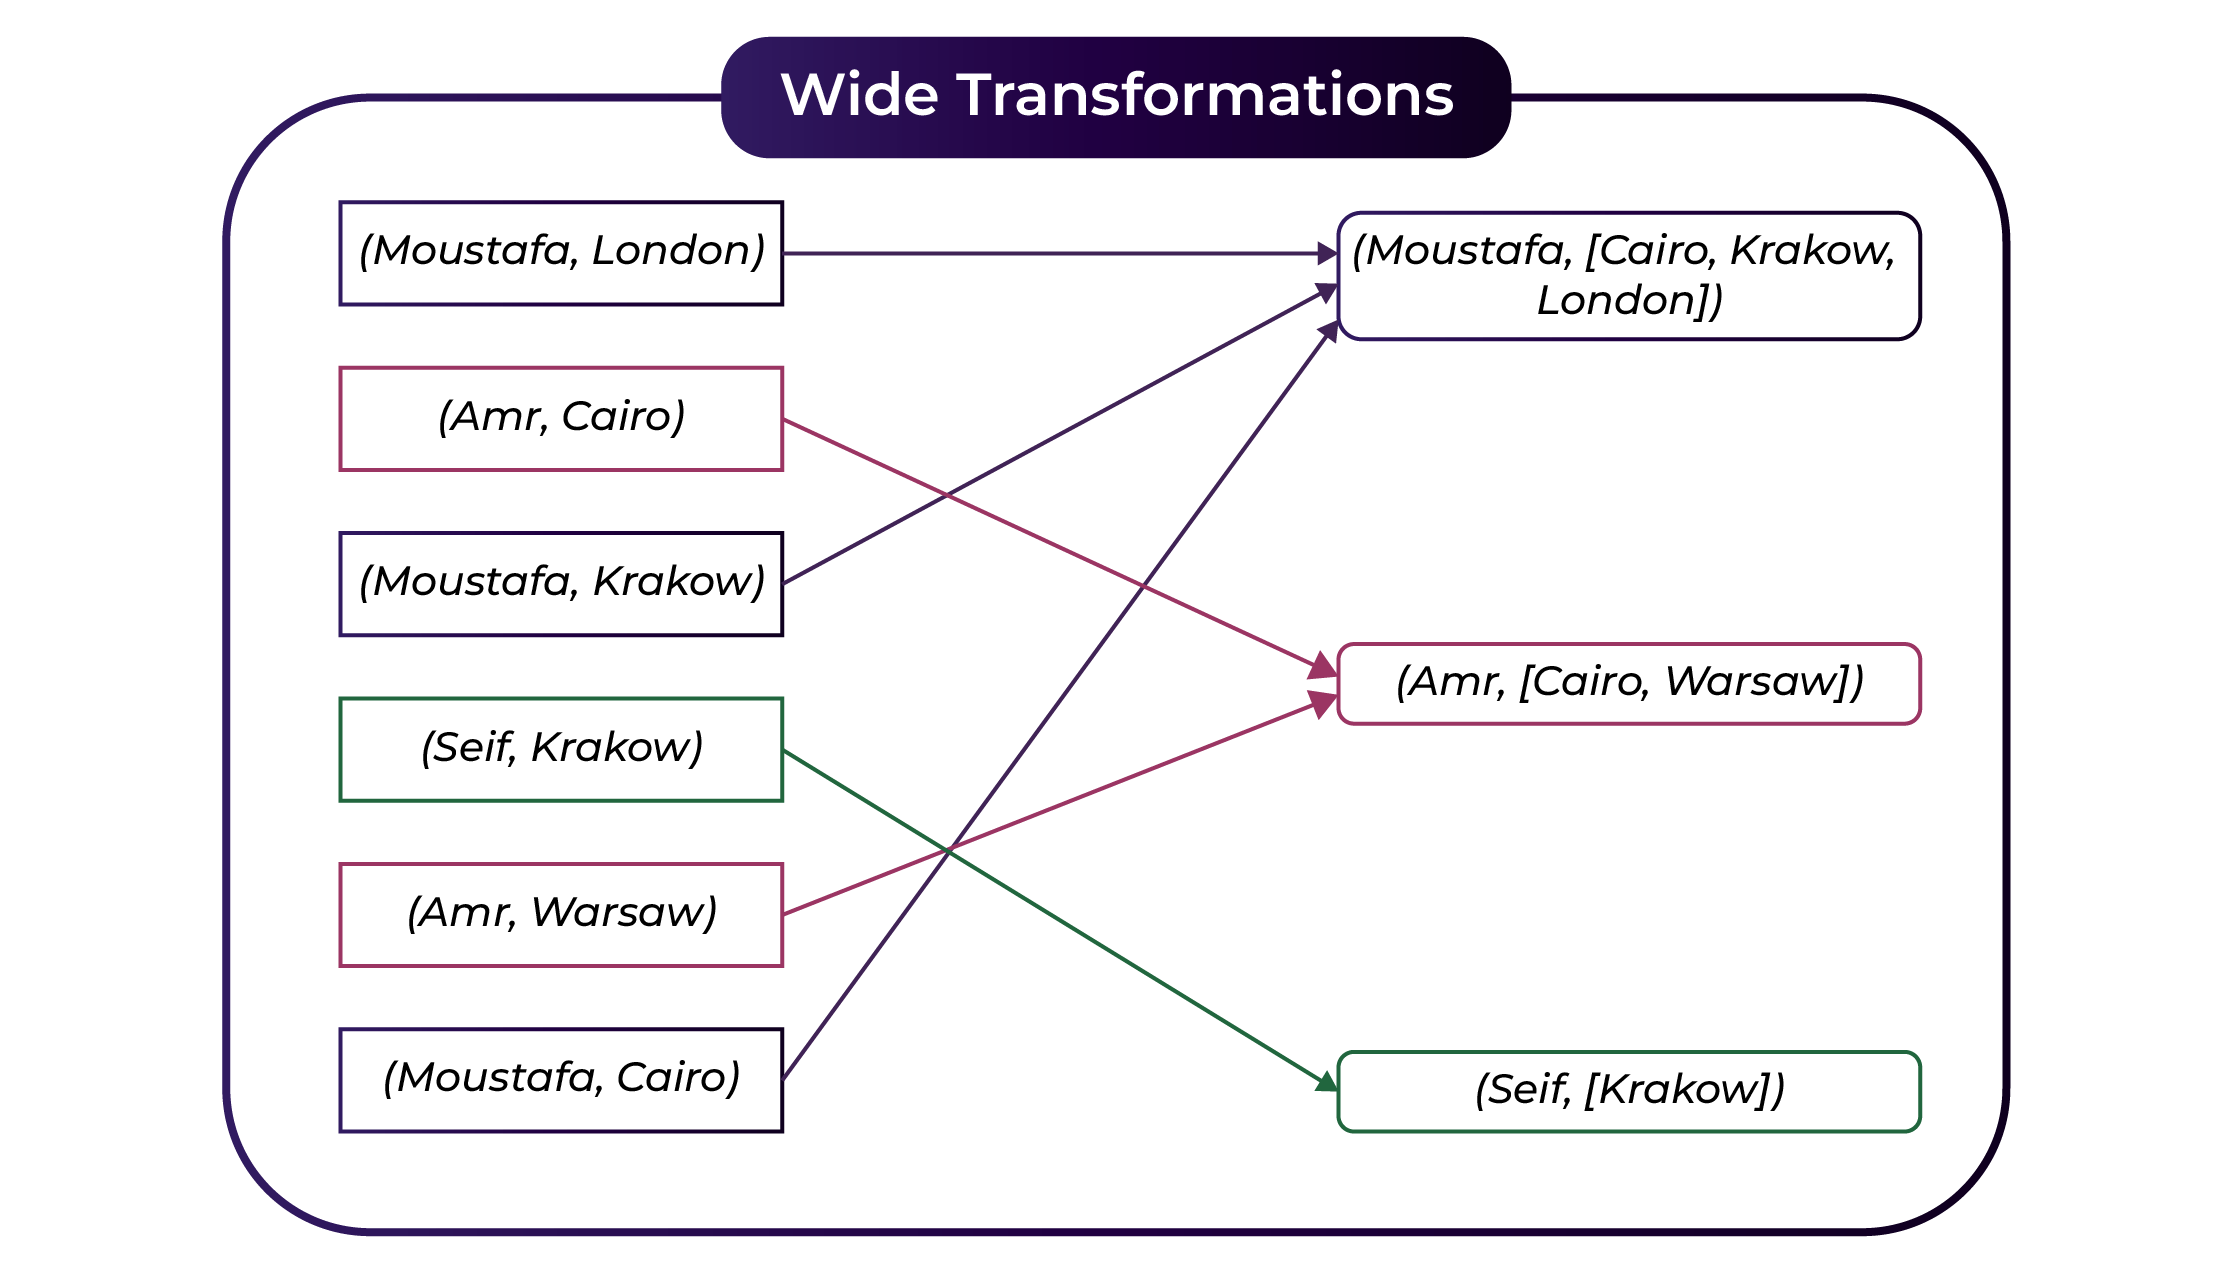 Wide Transformations
(Moustafa, London)
(Amr, Cairo)
(Moustafa, Krakow)
(Seif, Krakow)
(Amr, Warsaw)
(Moustafa, Cairo)
(Moustafa, [Cairo, Krakow,
London])
(Amr, [Cairo, Warsaw])
(Seif, [Krakow])